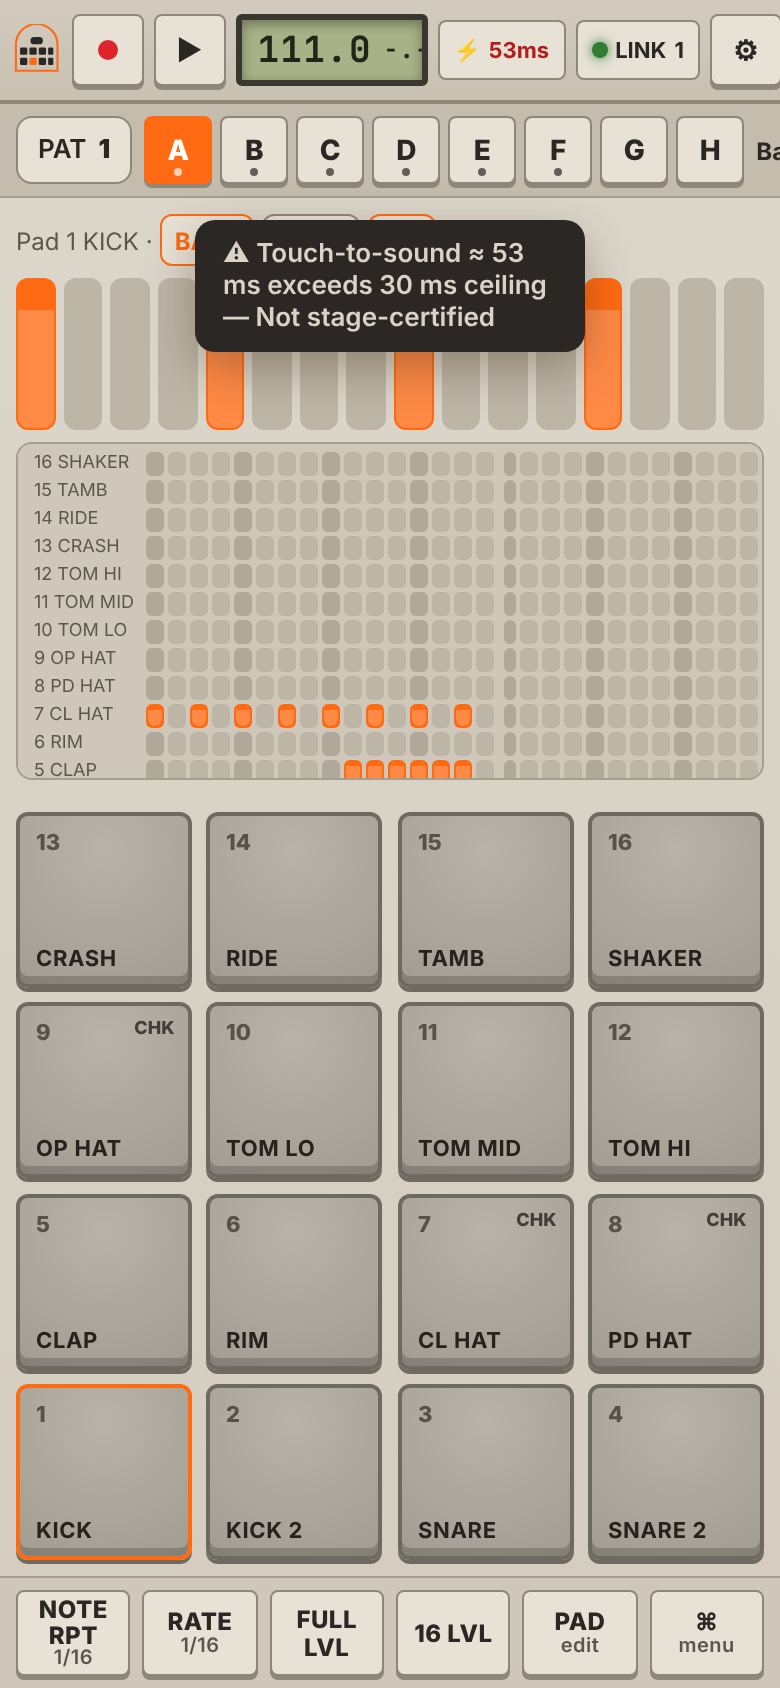 111.0 -.-
⚡ 53ms
LINK 1
PAT 1
A
B
C
D
E
F
G
H
Ba
Pad 1 KICK ·
⚠ Touch-to-sound ≈ 53
ms exceeds 30 ms ceiling
— Not stage-certified
16 SHAKER
15 TAMB
14 RIDE
13 CRASH
12 TOM HI
11 TOM MID
10 TOM LO
9 OP HAT
8 PD HAT
7 CL HAT
6 RIM
5 CLAP
13
CRASH
14
RIDE
15
TAMB
16
SHAKER
9 CHK
OP HAT
10
TOM LO
11
TOM MID
12
TOM HI
5
CLAP
6
RIM
7 CHK
CL HAT
8 CHK
PD HAT
1
KICK
2
KICK 2
3
SNARE
4
SNARE 2
NOTE
RPT
1/16
RATE
1/16
FULL
LVL
16 LVL
PAD
edit
⌘
menu